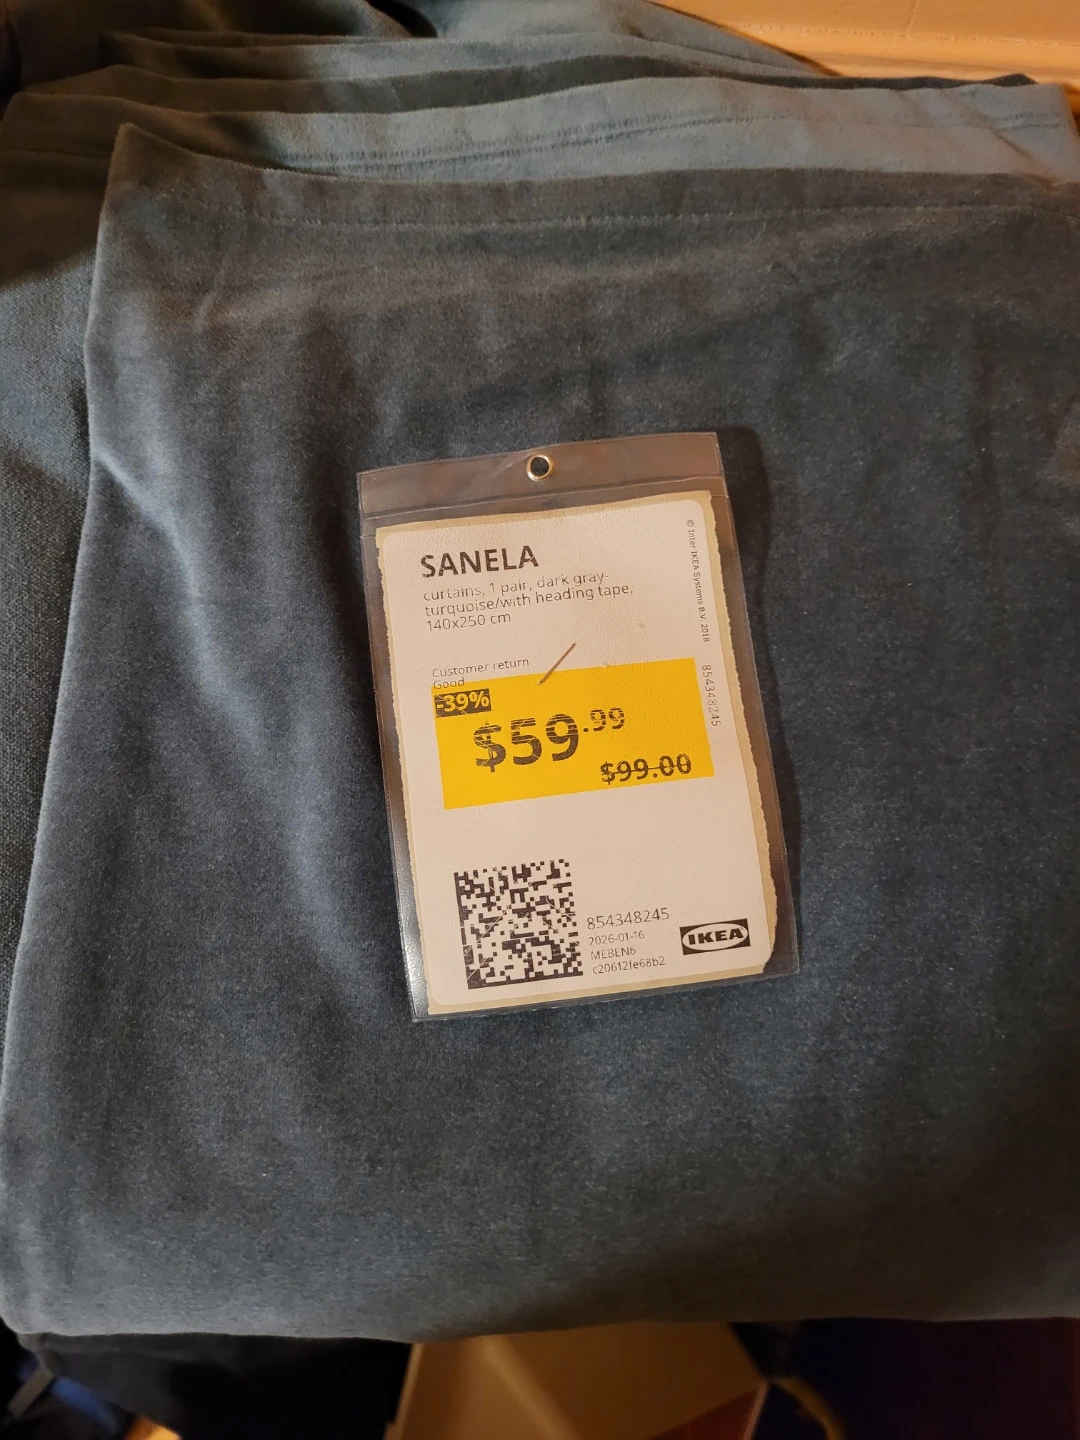 SANELA
curtains, 1 pair, dark gray-
turquoise/with heading tape,
140x250 cm
© Inter IKEA Systems B.V. 2018
Customer return
Good
854348245
-39%
$59.99
$99.00
854348245
2026-01-16
MEBEN6
c20612fe68b2
IKEA